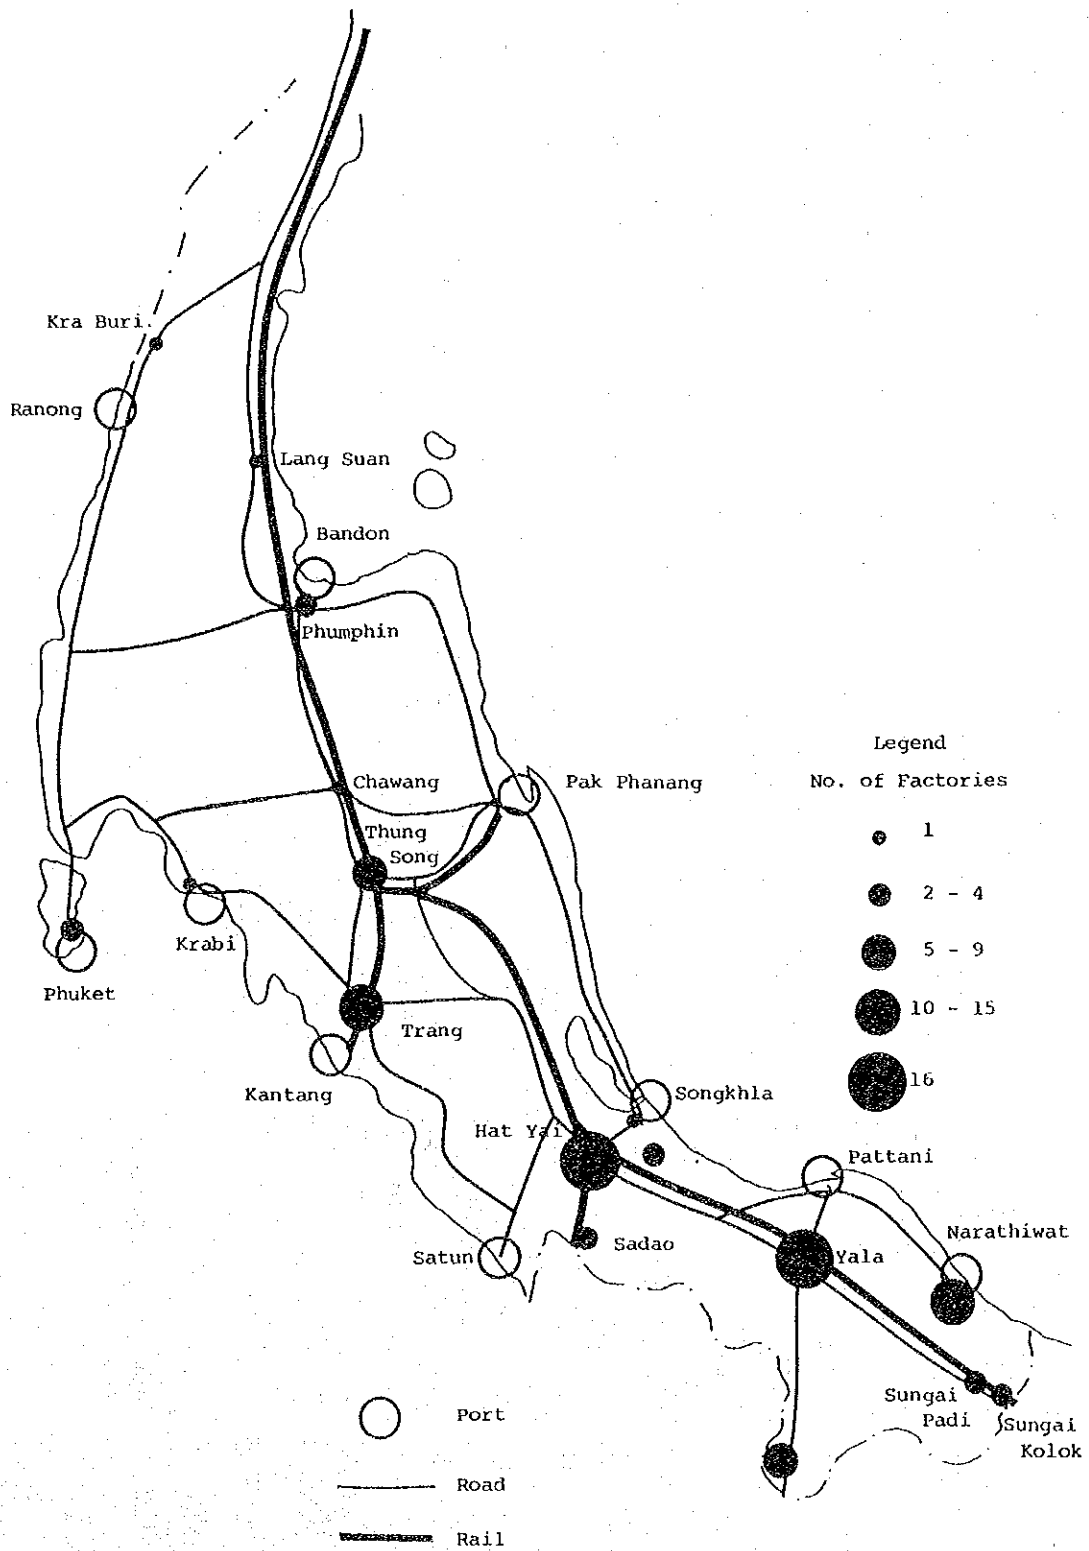 Kra Buri.
Ranong
Lang Suan
Bandon
Phumphin
Chawang
Pak Phanang
Thung
Song
Krabi
Phuket
Trang
Kantang
Songkhla
Hat Yai
Pattani
Narathiwat
Satun
Sadao
Yala
Sungai
Padi
Sungai
Kolok
Legend
No. of Factories
1
2 - 4
5 - 9
10 - 15
16
Port
Road
Rail